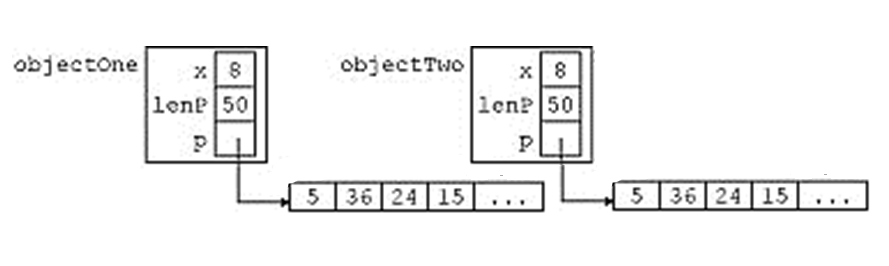 objectOne x 8 objectTwo x 8
lenP 50 lenP 50
p p
5 36 24 15 ... 5 36 24 15 ...